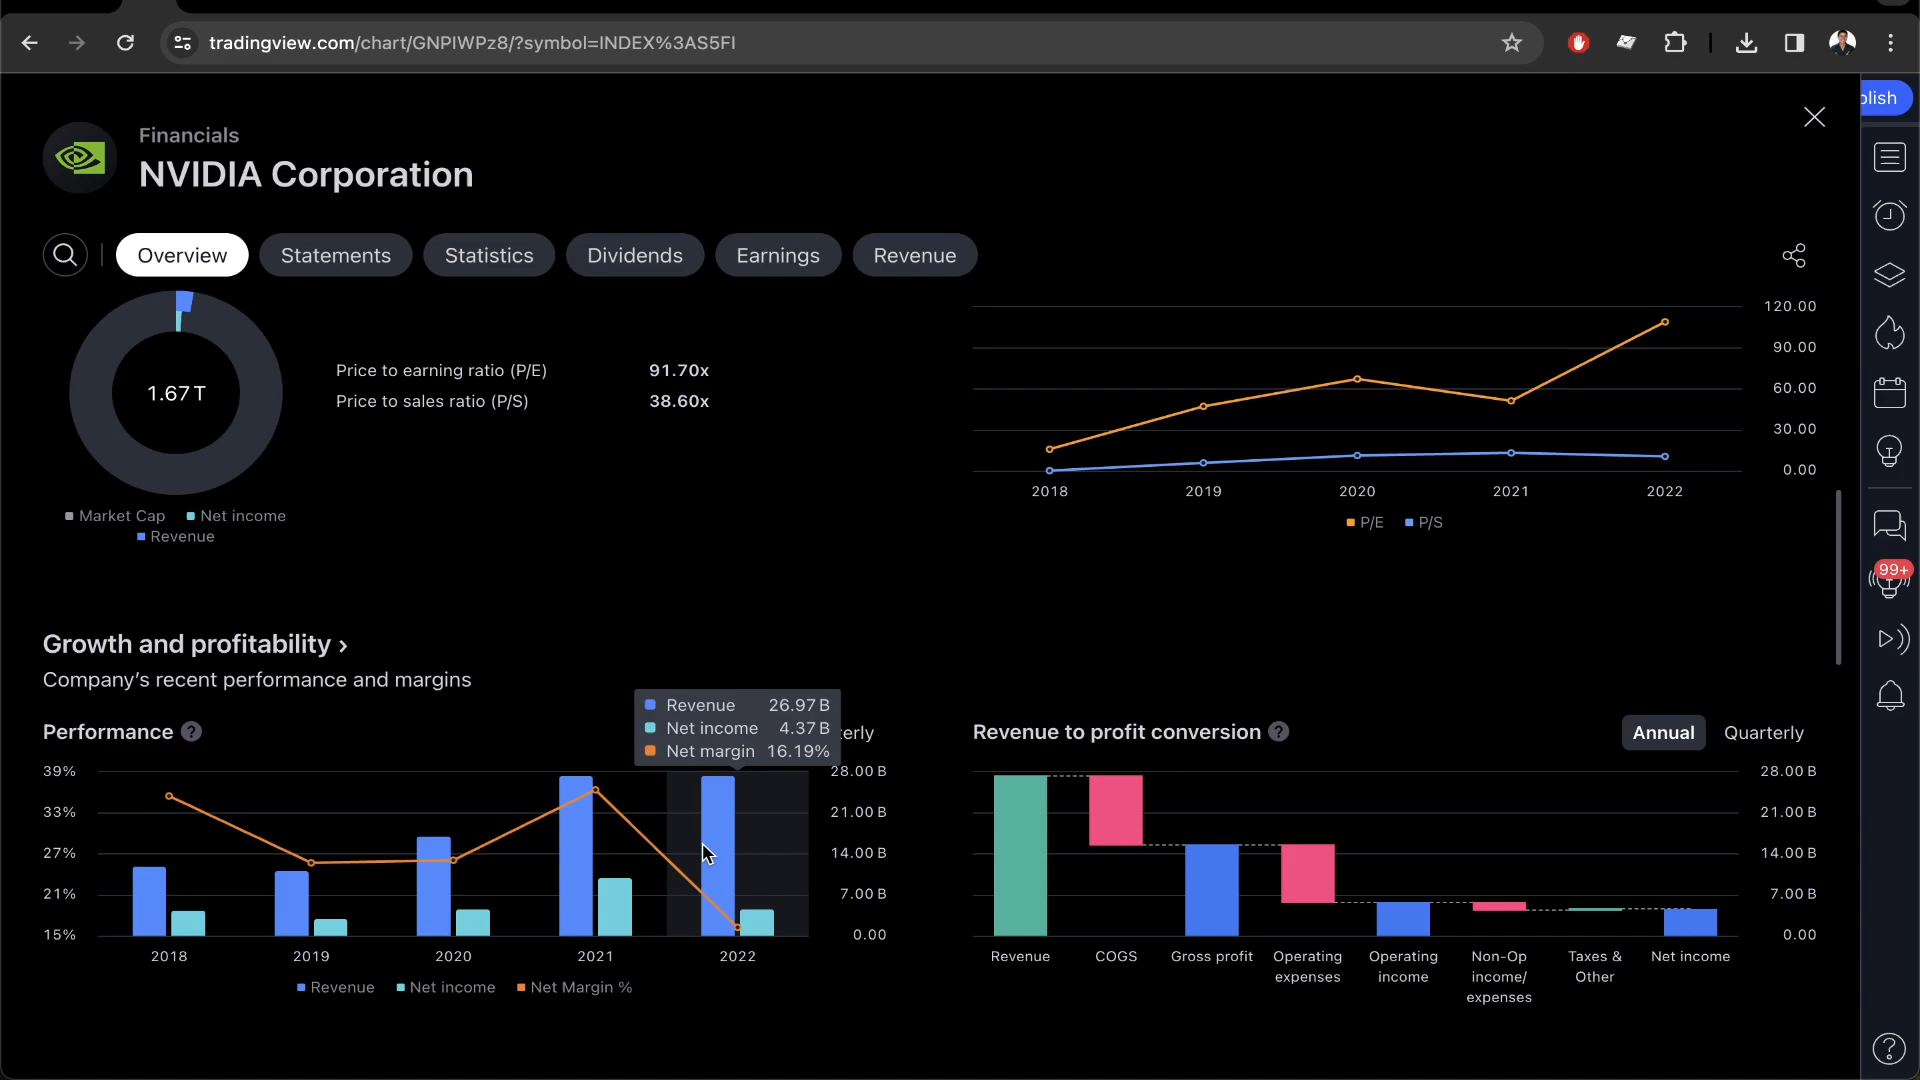 tradingview.com/chart/GNPIWPz8/?symbol=INDEX%3AS5FI
blish
Financials
NVIDIA Corporation
Overview
Statements
Statistics
Dividends
Earnings
Revenue
1.67 T
Price to earning ratio (P/E) 91.70x
Price to sales ratio (P/S) 38.60x
Market Cap Net income
Revenue
120.00
90.00
60.00
30.00
0.00
2018 2019 2020 2021 2022
P/E P/S
99+
Growth and profitability ›
Company’s recent performance and margins
Performance ?
erly
Revenue 26.97 B
Net income 4.37 B
Net margin 16.19%
39%
33%
27%
21%
15%
28.00 B
21.00 B
14.00 B
7.00 B
0.00
2018 2019 2020 2021 2022
Revenue Net income Net Margin %
Revenue to profit conversion ?
Annual Quarterly
28.00 B
21.00 B
14.00 B
7.00 B
0.00
Revenue
COGS
Gross profit
Operating
expenses
Operating
income
Non-Op
income/
expenses
Taxes &
Other
Net income
?